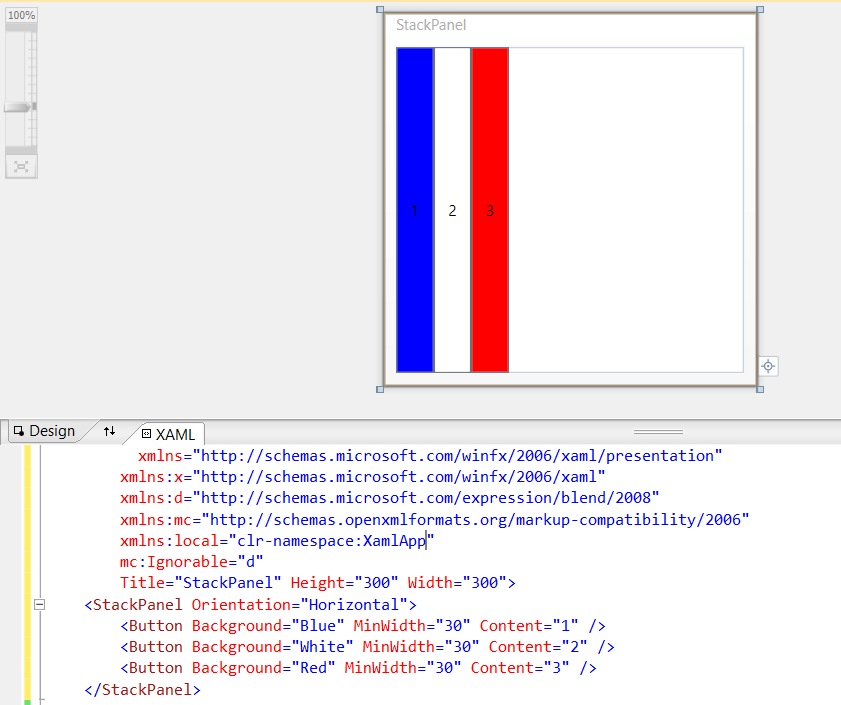 100%
StackPanel
1 2 3
Design XAML
xmlns="http://schemas.microsoft.com/winfx/2006/xaml/presentation"
xmlns:x="http://schemas.microsoft.com/winfx/2006/xaml"
xmlns:d="http://schemas.microsoft.com/expression/blend/2008"
xmlns:mc="http://schemas.openxmlformats.org/markup-compatibility/2006"
xmlns:local="clr-namespace:XamlApp"
mc:Ignorable="d"
Title="StackPanel" Height="300" Width="300">
<StackPanel Orientation="Horizontal">
<Button Background="Blue" MinWidth="30" Content="1" />
<Button Background="White" MinWidth="30" Content="2" />
<Button Background="Red" MinWidth="30" Content="3" />
</StackPanel>